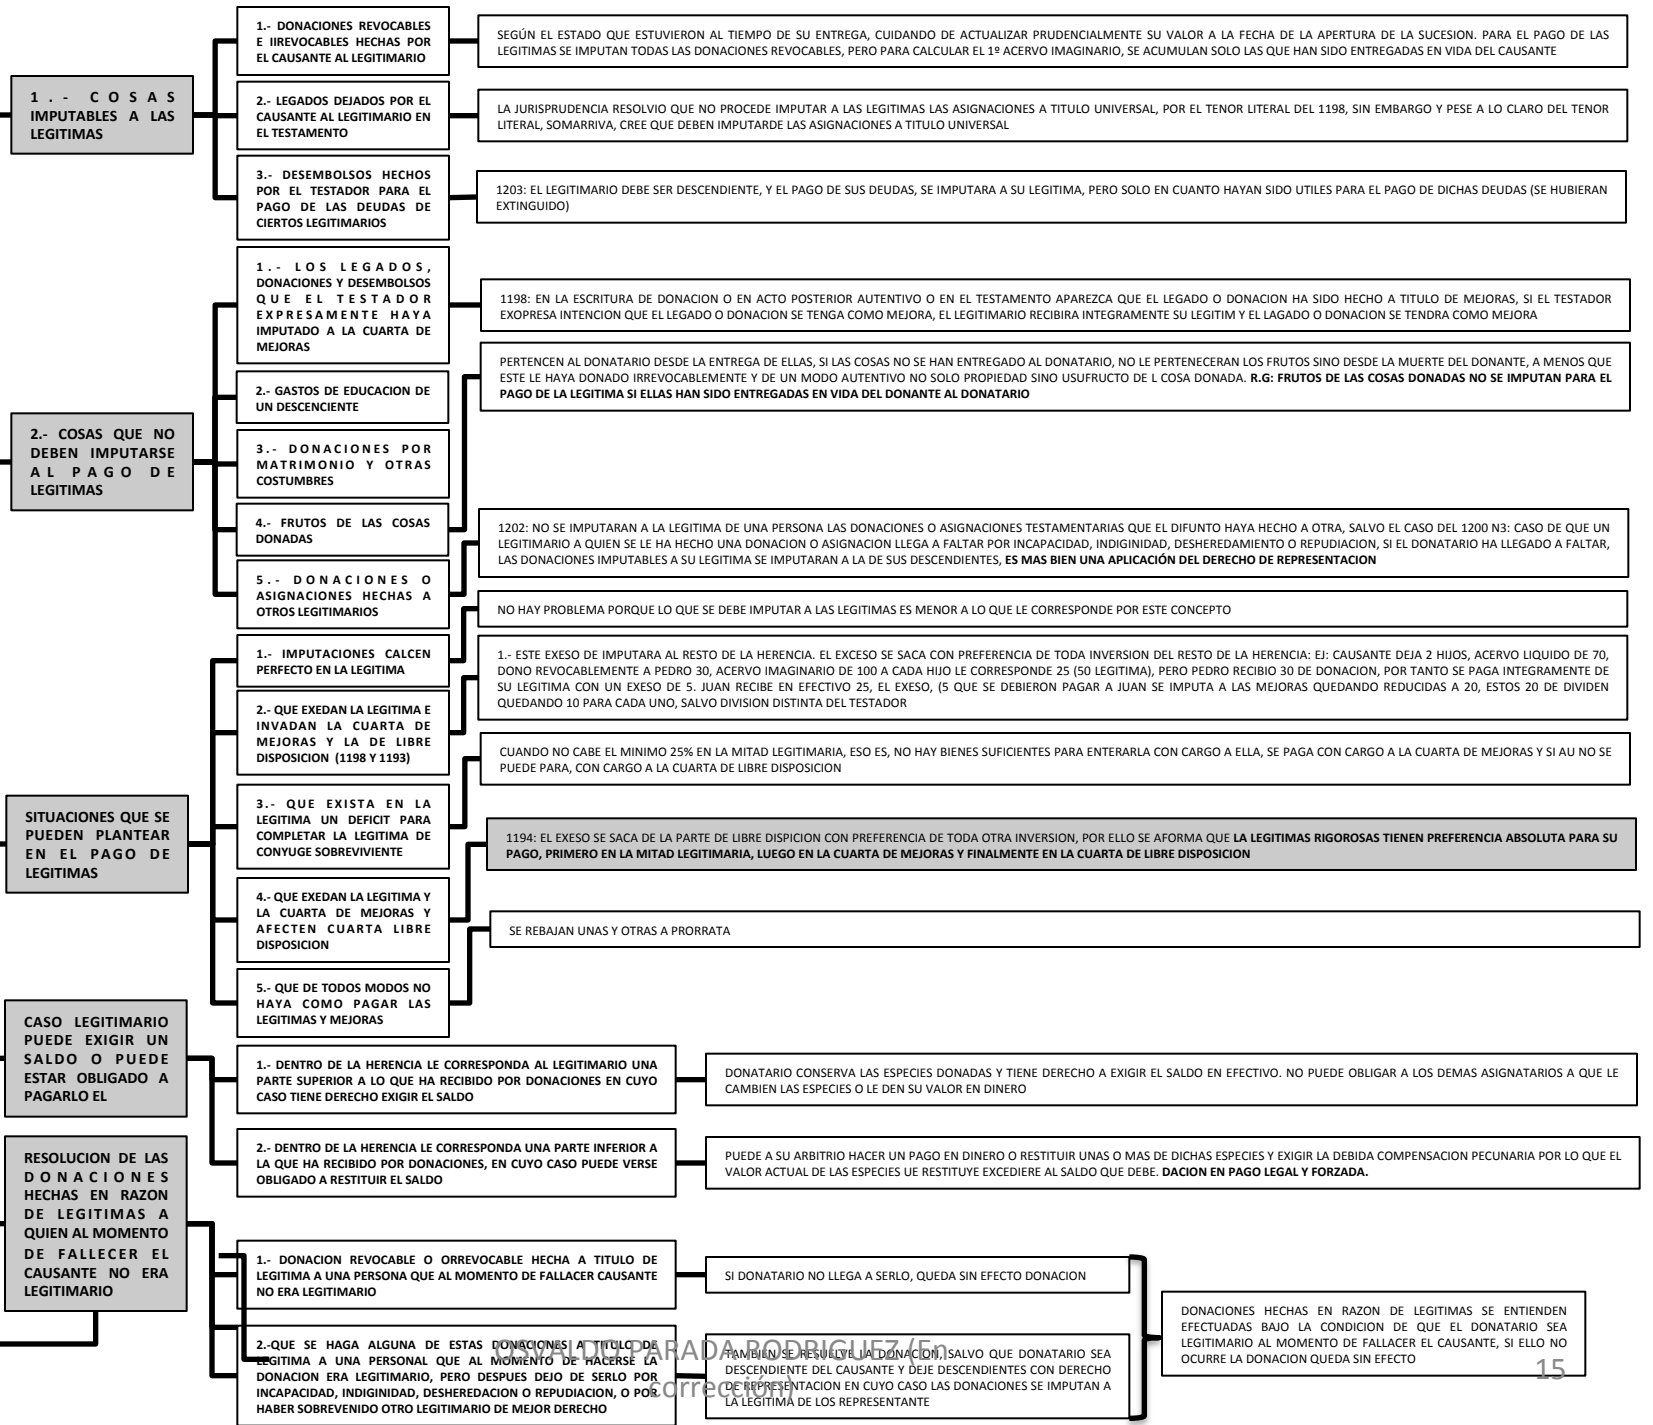 1.- COSAS
IMPUTABLES A LAS
LEGITIMAS
1.- DONACIONES REVOCABLES
E IIREVOCABLES HECHAS POR
EL CAUSANTE AL LEGITIMARIO
SEGÚN EL ESTADO QUE ESTUVIERON AL TIEMPO DE SU ENTREGA, CUIDANDO DE ACTUALIZAR PRUDENCIALMENTE SU VALOR A LA FECHA DE LA APERTURA DE LA SUCESION. PARA EL PAGO DE LAS
LEGITIMAS SE IMPUTAN TODAS LAS DONACIONES REVOCABLES, PERO PARA CALCULAR EL 1º ACERVO IMAGINARIO, SE ACUMULAN SOLO LAS QUE HAN SIDO ENTREGADAS EN VIDA DEL CAUSANTE
2.- LEGADOS DEJADOS POR EL
CAUSANTE AL LEGITIMARIO EN
EL TESTAMENTO
LA JURISPRUDENCIA RESOLVIO QUE NO PROCEDE IMPUTAR A LAS LEGITIMAS LAS ASIGNACIONES A TITULO UNIVERSAL, POR EL TENOR LITERAL DEL 1198, SIN EMBARGO Y PESE A LO CLARO DEL TENOR
LITERAL, SOMARRIVA, CREE QUE DEBEN IMPUTARDE LAS ASIGNACIONES A TITULO UNIVERSAL
3.- DESEMBOLSOS HECHOS
POR EL TESTADOR PARA EL
PAGO DE LAS DEUDAS DE
CIERTOS LEGITIMARIOS
1203: EL LEGITIMARIO DEBE SER DESCENDIENTE, Y EL PAGO DE SUS DEUDAS, SE IMPUTARA A SU LEGITIMA, PERO SOLO EN CUANTO HAYAN SIDO UTILES PARA EL PAGO DE DICHAS DEUDAS (SE HUBIERAN
EXTINGUIDO)
2.- COSAS QUE NO
DEBEN IMPUTARSE
AL PAGO DE
LEGITIMAS
1.- LOS LEGADOS,
DONACIONES Y DESEMBOLSOS
QUE EL TESTADOR
EXPRESAMENTE HAYA
IMPUTADO A LA CUARTA DE
MEJORAS
1198: EN LA ESCRITURA DE DONACION O EN ACTO POSTERIOR AUTENTIVO O EN EL TESTAMENTO APAREZCA QUE EL LEGADO O DONACION HA SIDO HECHO A TITULO DE MEJORAS, SI EL TESTADOR
EXOPRESA INTENCION QUE EL LEGADO O DONACION SE TENGA COMO MEJORA, EL LEGITIMARIO RECIBIRA INTEGRAMENTE SU LEGITIM Y EL LAGADO O DONACION SE TENDRA COMO MEJORA
2.- GASTOS DE EDUCACION DE
UN DESCENCIENTE
3.- DONACIONES POR
MATRIMONIO Y OTRAS
COSTUMBRES
4.- FRUTOS DE LAS COSAS
DONADAS
PERTENCEN AL DONATARIO DESDE LA ENTREGA DE ELLAS, SI LAS COSAS NO SE HAN ENTREGADO AL DONATARIO, NO LE PERTENECERAN LOS FRUTOS SINO DESDE LA MUERTE DEL DONANTE, A MENOS QUE
ESTE LE HAYA DONADO IRREVOCABLEMENTE Y DE UN MODO AUTENTIVO NO SOLO PROPIEDAD SINO USUFRUCTO DE L COSA DONADA. R.G: FRUTOS DE LAS COSAS DONADAS NO SE IMPUTAN PARA EL
PAGO DE LA LEGITIMA SI ELLAS HAN SIDO ENTREGADAS EN VIDA DEL DONANTE AL DONATARIO
5.- DONACIONES O
ASIGNACIONES HECHAS A
OTROS LEGITIMARIOS
1202: NO SE IMPUTARAN A LA LEGITIMA DE UNA PERSONA LAS DONACIONES O ASIGNACIONES TESTAMENTARIAS QUE EL DIFUNTO HAYA HECHO A OTRA, SALVO EL CASO DEL 1200 N3: CASO DE QUE UN
LEGITIMARIO A QUIEN SE LE HA HECHO UNA DONACION O ASIGNACION LLEGA A FALTAR POR INCAPACIDAD, INDIGINIDAD, DESHEREDAMIENTO O REPUDIACION, SI EL DONATARIO HA LLEGADO A FALTAR,
LAS DONACIONES IMPUTABLES A SU LEGITIMA SE IMPUTARAN A LA DE SUS DESCENDIENTES, ES MAS BIEN UNA APLICACIÓN DEL DERECHO DE REPRESENTACION
SITUACIONES QUE SE
PUEDEN PLANTEAR
EN EL PAGO DE
LEGITIMAS
1.- IMPUTACIONES CALCEN
PERFECTO EN LA LEGITIMA
NO HAY PROBLEMA PORQUE LO QUE SE DEBE IMPUTAR A LAS LEGITIMAS ES MENOR A LO QUE LE CORRESPONDE POR ESTE CONCEPTO
2.- QUE EXEDAN LA LEGITIMA E
INVADAN LA CUARTA DE
MEJORAS Y LA DE LIBRE
DISPOSICION (1198 Y 1193)
1.- ESTE EXESO DE IMPUTARA AL RESTO DE LA HERENCIA. EL EXCESO SE SACA CON PREFERENCIA DE TODA INVERSION DEL RESTO DE LA HERENCIA: EJ: CAUSANTE DEJA 2 HIJOS, ACERVO LIQUIDO DE 70,
DONO REVOCABLEMENTE A PEDRO 30, ACERVO IMAGINARIO DE 100 A CADA HIJO LE CORRESPONDE 25 (50 LEGITIMA), PERO PEDRO RECIBIO 30 DE DONACION, POR TANTO SE PAGA INTEGRAMENTE DE
SU LEGITIMA CON UN EXESO DE 5. JUAN RECIBE EN EFECTIVO 25, EL EXESO, (5 QUE SE DEBIERON PAGAR A JUAN SE IMPUTA A LAS MEJORAS QUEDANDO REDUCIDAS A 20, ESTOS 20 DE DIVIDEN
QUEDANDO 10 PARA CADA UNO, SALVO DIVISION DISTINTA DEL TESTADOR
3.- QUE EXISTA EN LA
LEGITIMA UN DEFICIT PARA
COMPLETAR LA LEGITIMA DE
CONYUGE SOBREVIVIENTE
CUANDO NO CABE EL MINIMO 25% EN LA MITAD LEGITIMARIA, ESO ES, NO HAY BIENES SUFICIENTES PARA ENTERARLA CON CARGO A ELLA, SE PAGA CON CARGO A LA CUARTA DE MEJORAS Y SI AU NO SE
PUEDE PARA, CON CARGO A LA CUARTA DE LIBRE DISPOSICION
4.- QUE EXEDAN LA LEGITIMA Y
LA CUARTA DE MEJORAS Y
AFECTEN CUARTA LIBRE
DISPOSICION
1194: EL EXESO SE SACA DE LA PARTE DE LIBRE DISPICION CON PREFERENCIA DE TODA OTRA INVERSION, POR ELLO SE AFORMA QUE LA LEGITIMAS RIGOROSAS TIENEN PREFERENCIA ABSOLUTA PARA SU
PAGO, PRIMERO EN LA MITAD LEGITIMARIA, LUEGO EN LA CUARTA DE MEJORAS Y FINALMENTE EN LA CUARTA DE LIBRE DISPOSICION
5.- QUE DE TODOS MODOS NO
HAYA COMO PAGAR LAS
LEGITIMAS Y MEJORAS
SE REBAJAN UNAS Y OTRAS A PRORRATA
CASO LEGITIMARIO
PUEDE EXIGIR UN
SALDO O PUEDE
ESTAR OBLIGADO A
PAGARLO EL
1.- DENTRO DE LA HERENCIA LE CORRESPONDA AL LEGITIMARIO UNA
PARTE SUPERIOR A LO QUE HA RECIBIDO POR DONACIONES EN CUYO
CASO TIENE DERECHO EXIGIR EL SALDO
DONATARIO CONSERVA LAS ESPECIES DONADAS Y TIENE DERECHO A EXIGIR EL SALDO EN EFECTIVO. NO PUEDE OBLIGAR A LOS DEMAS ASIGNATARIOS A QUE LE
CAMBIEN LAS ESPECIES O LE DEN SU VALOR EN DINERO
2.- DENTRO DE LA HERENCIA LE CORRESPONDA UNA PARTE INFERIOR A
LA QUE HA RECIBIDO POR DONACIONES, EN CUYO CASO PUEDE VERSE
OBLIGADO A RESTITUIR EL SALDO
PUEDE A SU ARBITRIO HACER UN PAGO EN DINERO O RESTITUIR UNAS O MAS DE DICHAS ESPECIES Y EXIGIR LA DEBIDA COMPENSACION PECUNARIA POR LO QUE EL
VALOR ACTUAL DE LAS ESPECIES UE RESTITUYE EXCEDIERE AL SALDO QUE DEBE. DACION EN PAGO LEGAL Y FORZADA.
RESOLUCION DE LAS
DONACIONES
HECHAS EN RAZON
DE LEGITIMAS A
QUIEN AL MOMENTO
DE FALLECER EL
CAUSANTE NO ERA
LEGITIMARIO
1.- DONACION REVOCABLE O ORREVOCABLE HECHA A TITULO DE
LEGITIMA A UNA PERSONA QUE AL MOMENTO DE FALLACER CAUSANTE
NO ERA LEGITIMARIO
SI DONATARIO NO LLEGA A SERLO, QUEDA SIN EFECTO DONACION
2.-QUE SE HAGA ALGUNA DE ESTAS DONACIONES A TITULO DE
LEGITIMA A UNA PERSONAL QUE AL MOMENTO DE HACERSE LA
DONACION ERA LEGITIMARIO, PERO DESPUES DEJO DE SERLO POR
INCAPACIDAD, INDIGINIDAD, DESHEREDACION O REPUDIACION, O POR
HABER SOBREVENIDO OTRO LEGITIMARIO DE MEJOR DERECHO
TAMBIEN SE RESUELVE LA DONACION, SALVO QUE DONATARIO SEA
DESCENDIENTE DEL CAUSANTE Y DEJE DESCENDIENTES CON DERECHO
DE REPRESENTACION EN CUYO CASO LAS DONACIONES SE IMPUTAN A
LA LEGITIMA DE LOS REPRESENTANTE
DONACIONES HECHAS EN RAZON DE LEGITIMAS SE ENTIENDEN
EFECTUADAS BAJO LA CONDICION DE QUE EL DONATARIO SEA
LEGITIMARIO AL MOMENTO DE FALLACER EL CAUSANTE, SI ELLO NO
OCURRE LA DONACION QUEDA SIN EFECTO
OSVALDO PARADA RODRIGUEZ (En
corrección)
15